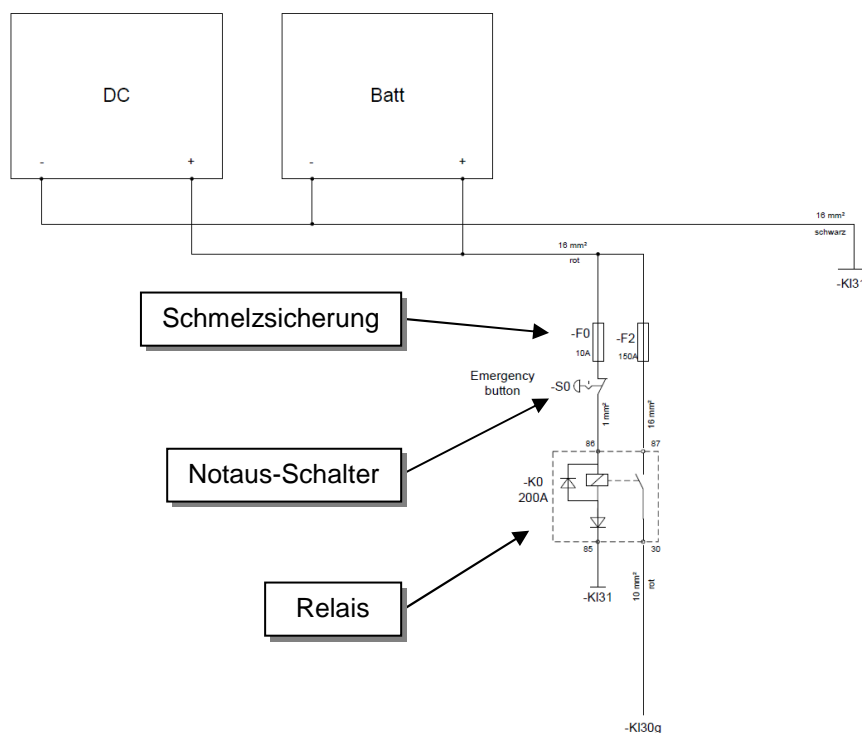 DC
Batt
- +
- +
16 mm²
schwarz
-Kl31
16 mm²
rot
Schmelzsicherung
-F0
10A
-F2
150A
Emergency
button
-S0
1 mm²
16 mm²
Notaus-Schalter
86
87
-K0
200A
85
30
Relais
-Kl31
10 mm²
rot
-Kl30g